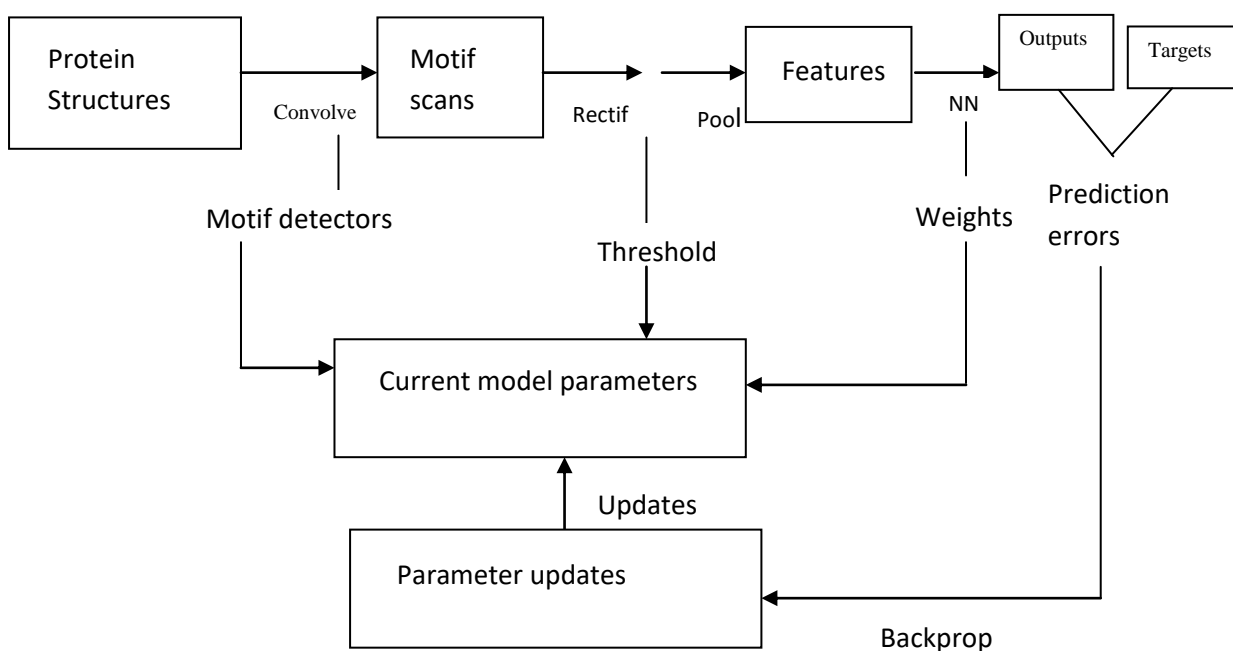 Protein
Structures
Convolve
Motif
scans
Rectif
Pool
Features
NN
Outputs
Targets
Motif detectors
Threshold
Weights
Prediction
errors
Current model parameters
Updates
Parameter updates
Backprop